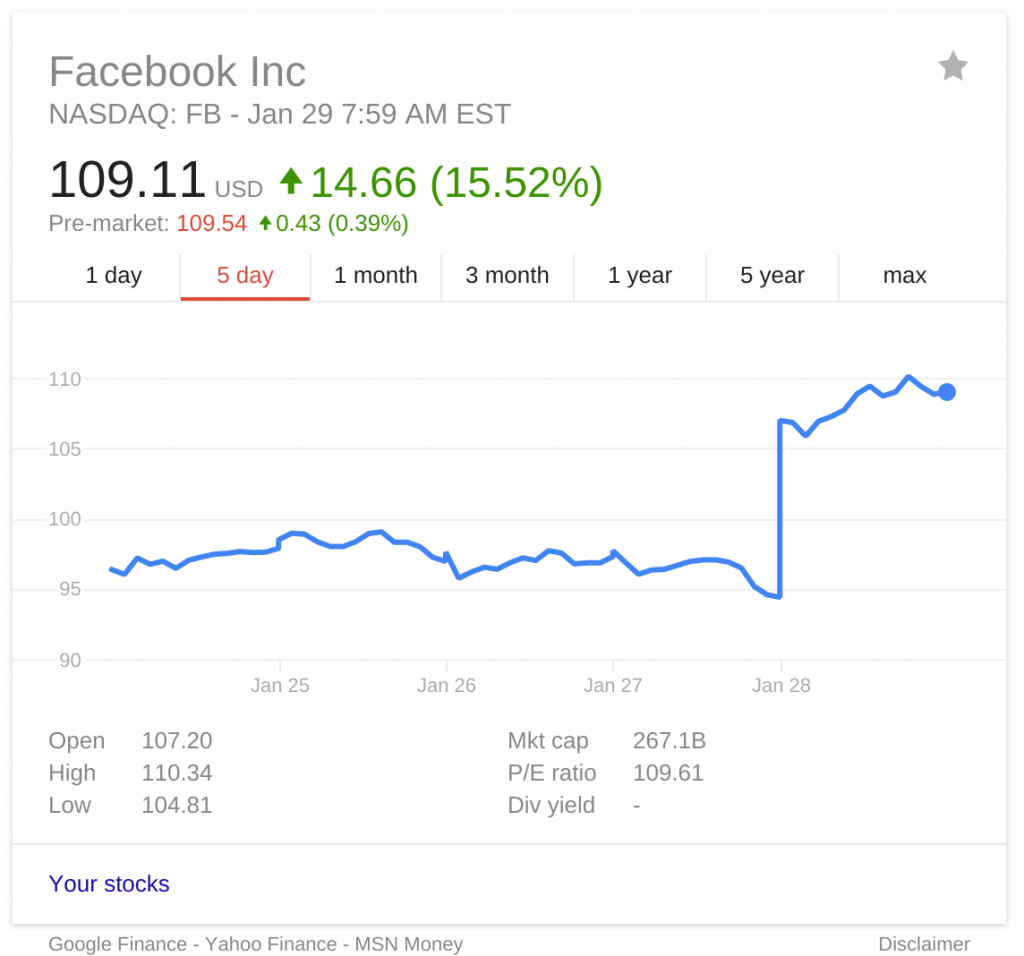 Facebook Inc
NASDAQ: FB - Jan 29 7:59 AM EST
109.11 USD 14.66 (15.52%)
Pre-market: 109.54 0.43 (0.39%)
1 day 5 day 1 month 3 month 1 year 5 year max
110
105
100
95
90
Jan 25 Jan 26 Jan 27 Jan 28
Open 107.20 Mkt cap 267.1B
High 110.34 P/E ratio 109.61
Low 104.81 Div yield -
Your stocks
Google Finance - Yahoo Finance - MSN Money Disclaimer